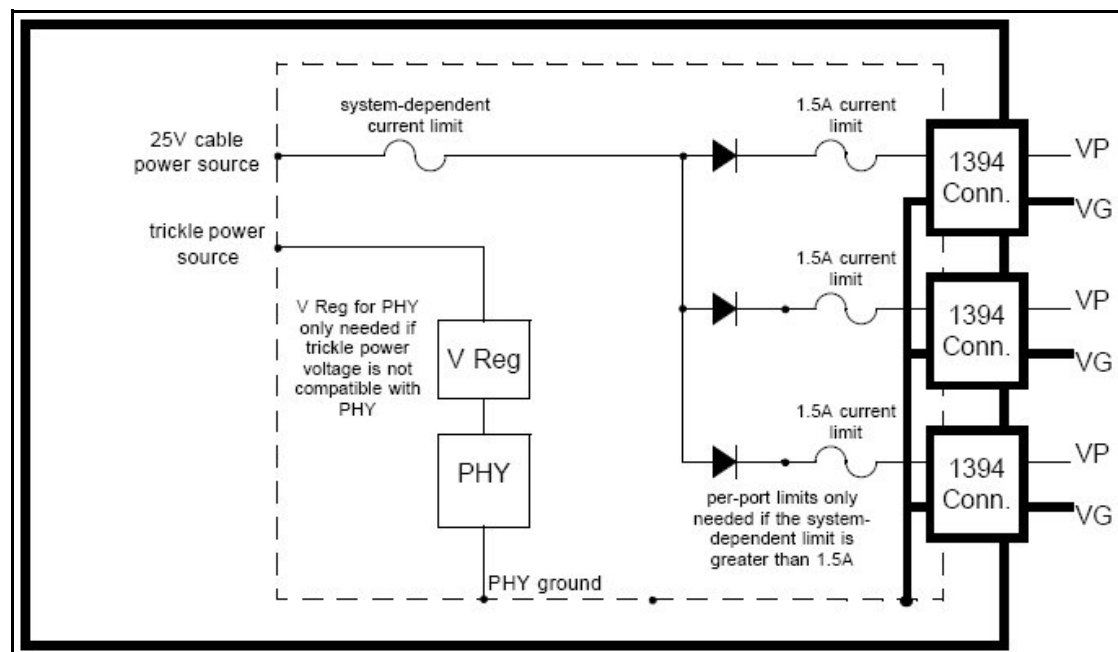 system-dependent
current limit
1.5A current
limit
25V cable
power source
1394
Conn.
VP
VG
trickle power
source
1.5A current
limit
V Reg for PHY
only needed if
trickle power
voltage is not
compatible with
PHY
V Reg
1394
Conn.
VP
VG
PHY
1.5A current
limit
1394
Conn.
VP
VG
per-port limits only
needed if the system-
dependent limit is
greater than 1.5A
PHY ground